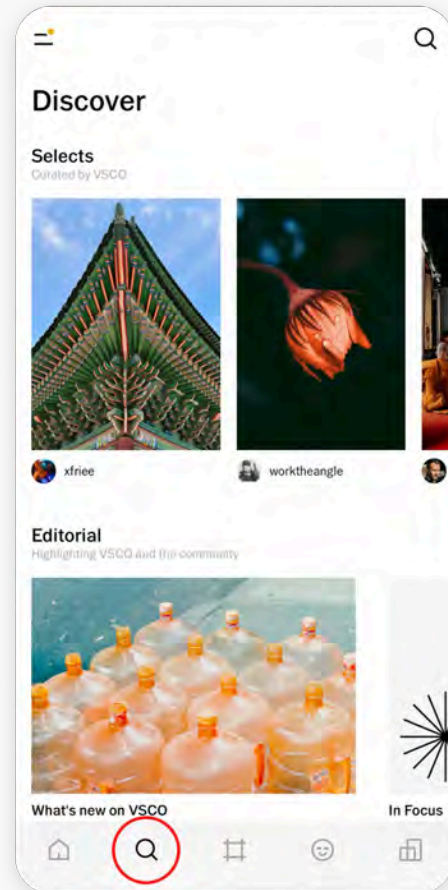 Discover
Selects
Curated by VSCO
xfriee
worktheangle
Editorial
Highlighting VSCO and the community
What's new on VSCO
In Focus